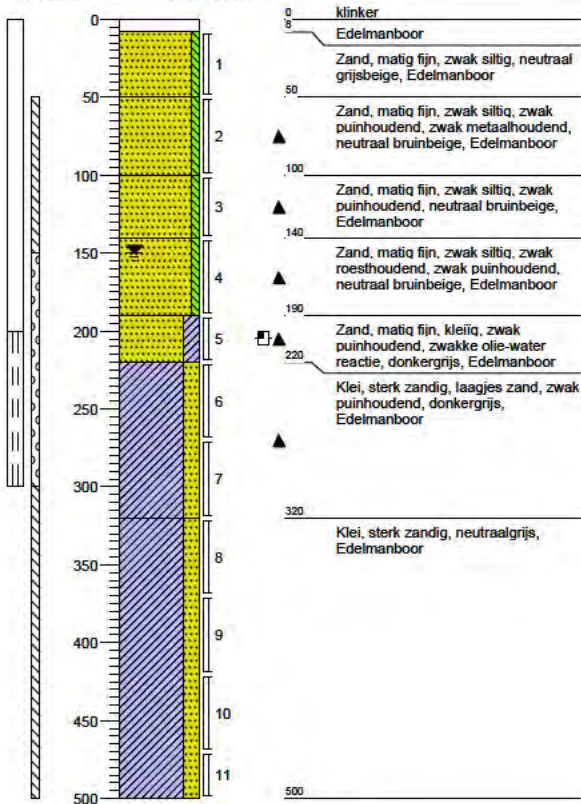 0
klinker
8
Edelmanboor
Zand, matig fijn, zwak siltig, neutraal
grijsbeige, Edelmanboor
1
50
50
Zand, matig fijn, zwak siltig, zwak
puinhoudend, zwak metaalhoudend,
neutraal bruinbeige, Edelmanboor
2
100
100
Zand, matig fijn, zwak siltig, zwak
puinhoudend, neutraal bruinbeige,
Edelmanboor
3
140
Zand, matig fijn, zwak siltig, zwak
roesthoudend, zwak puinhoudend,
neutraal bruinbeige, Edelmanboor
150
4
190
Zand, matig fijn, kleiïg, zwak
puinhoudend, zwakke olie-water
reactie, donkergrijs, Edelmanboor
200
5
220
Klei, sterk zandig, laagjes zand, zwak
puinhoudend, donkergrijs,
Edelmanboor
6
250
7
300
320
Klei, sterk zandig, neutraalgrijs,
Edelmanboor
8
350
9
400
10
450
11
500
500
0